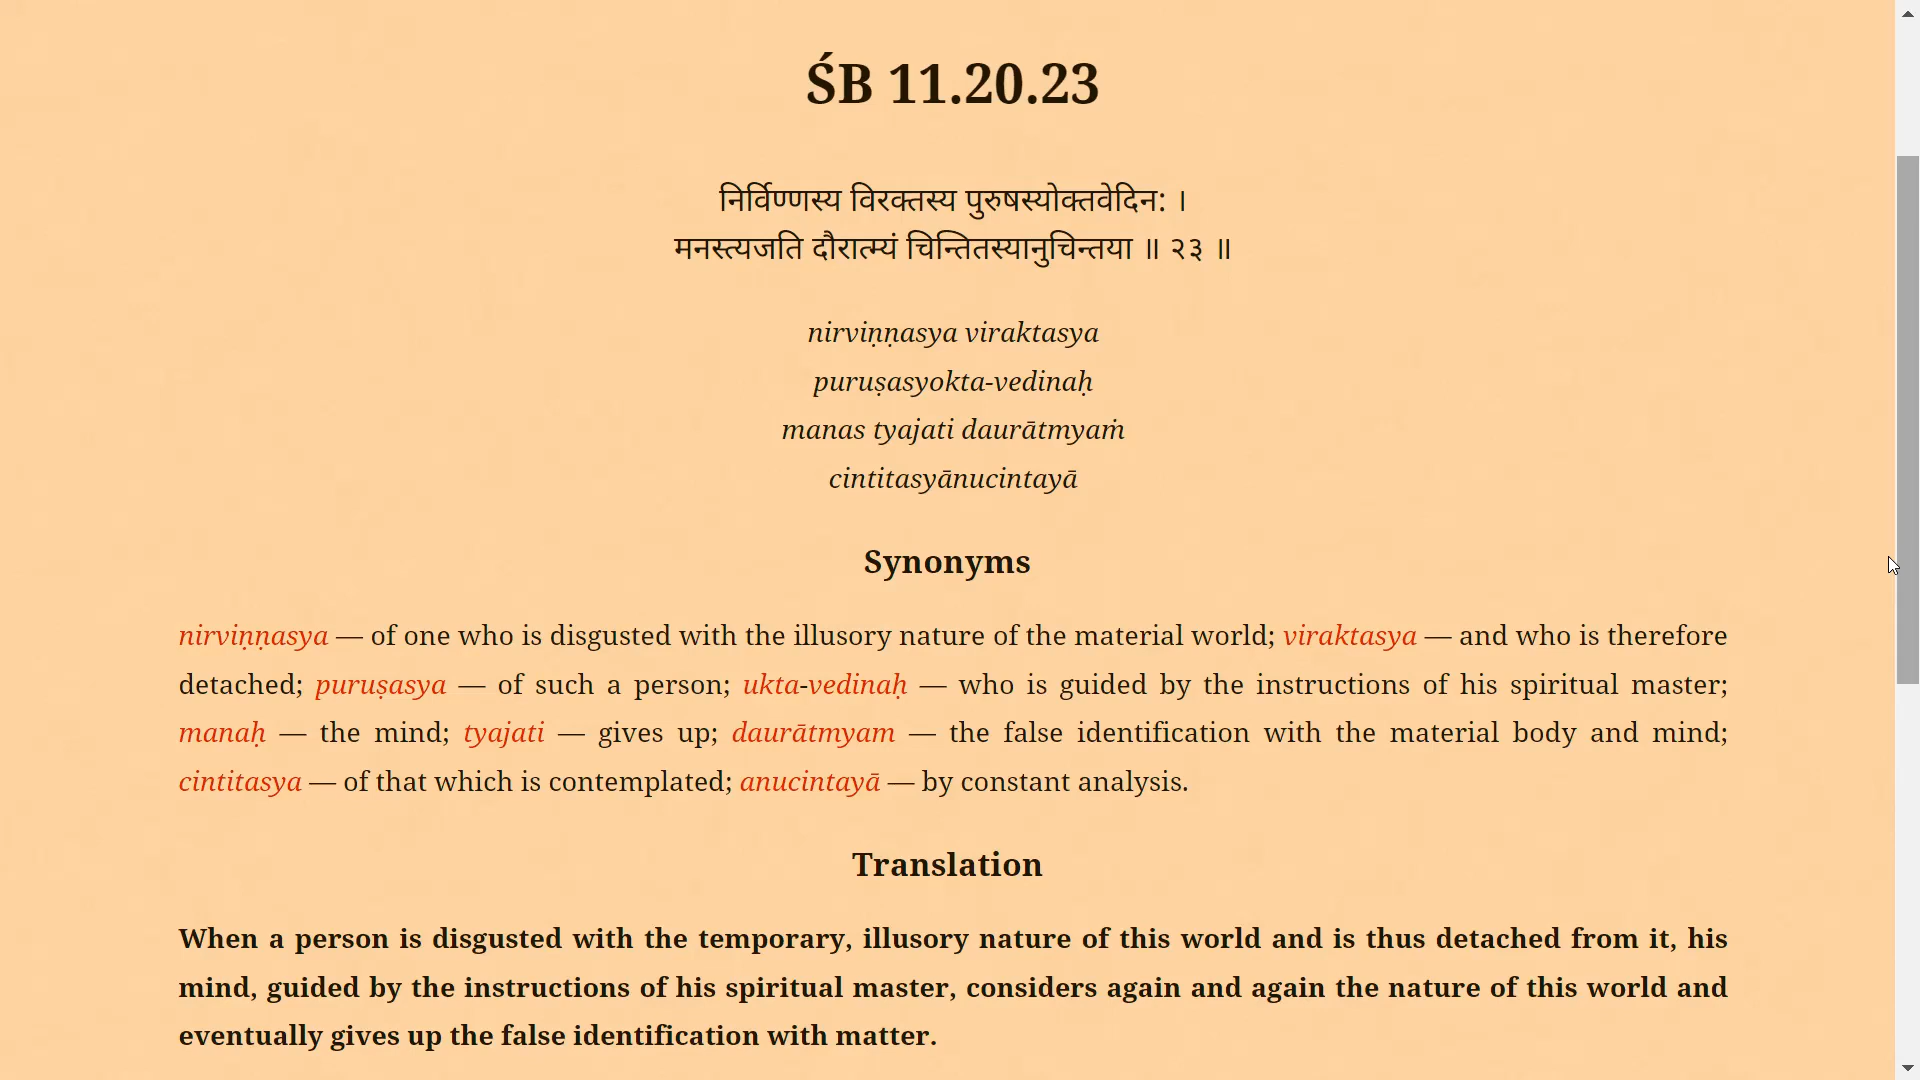 ŚB 11.20.23
निर्विण्णस्य विरक्तस्य पुरुषस्योक्तवेदिन: ।
मनस्त्यजति दौरात्म्यं चिन्तितस्यानुचिन्तया ॥ २३ ॥
nirviṇṇasya viraktasya
puruṣasyokta-vedinaḥ
manas tyajati daurātmyaṁ
cintitasyānucintayā
Synonyms
nirviṇṇasya — of one who is disgusted with the illusory nature of the material world; viraktasya — and who is therefore
detached; puruṣasya — of such a person; ukta-vedinaḥ — who is guided by the instructions of his spiritual master;
manaḥ — the mind; tyajati — gives up; daurātmyam — the false identification with the material body and mind;
cintitasya — of that which is contemplated; anucintayā — by constant analysis.
Translation
When a person is disgusted with the temporary, illusory nature of this world and is thus detached from it, his
mind, guided by the instructions of his spiritual master, considers again and again the nature of this world and
eventually gives up the false identification with matter.